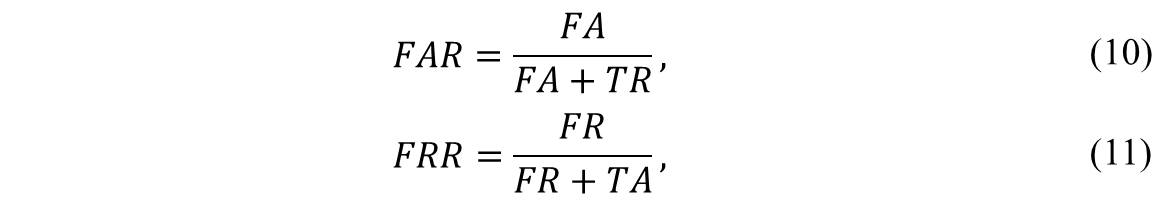 FAR = FA / (FA + TR), (10)
FRR = FR / (FR + TA), (11)